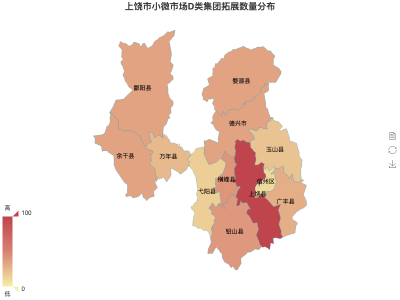 上饶市小微市场D类集团拓展数量分布
婺源县
鄱阳县
德兴市
玉山县
余干县
万年县
横峰县
信州区
弋阳县
上饶县
广丰县
铅山县
高
100
0
低